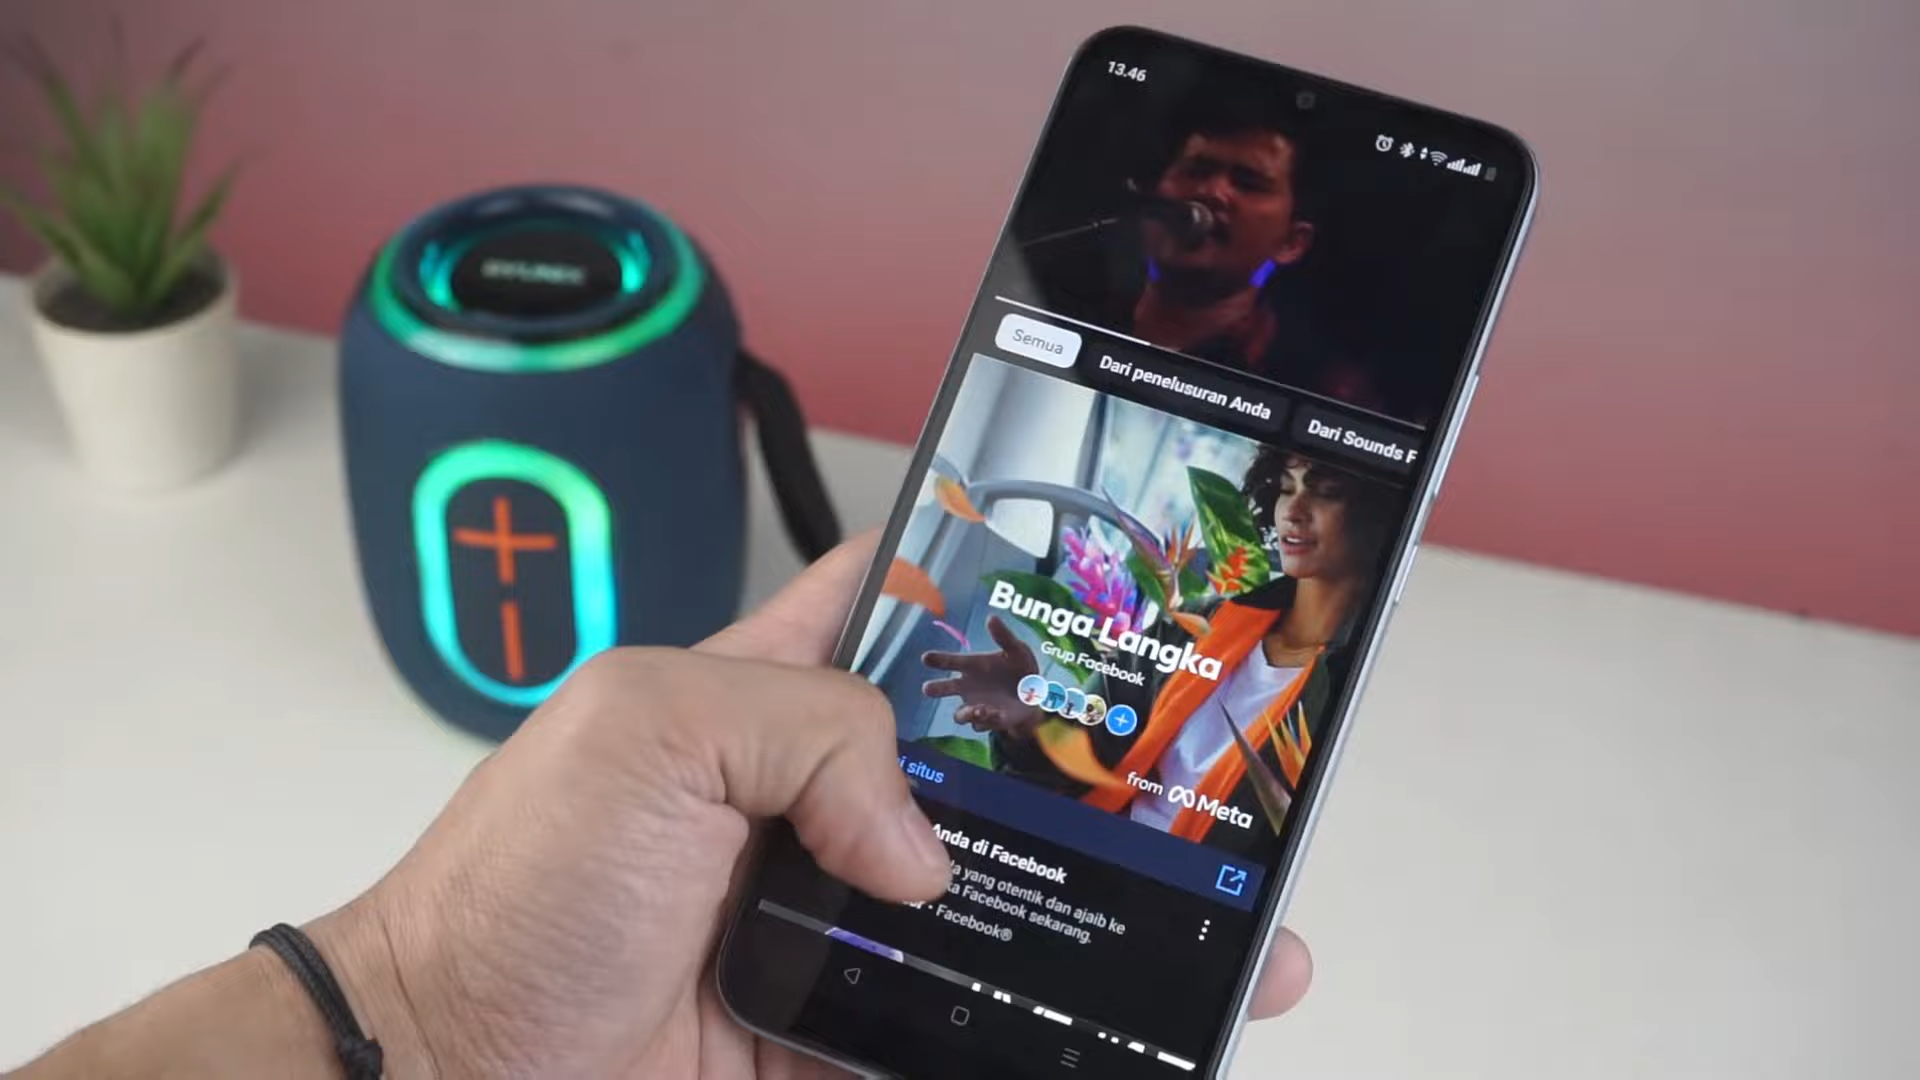 13.46
Semua
Dari penelusuran Anda
Dari Sounds F
Bunga Langka
Grup Facebook
from Meta
i situs
Anda di Facebook
a yang otentik dan ajaib ke
ka Facebook sekarang.
• Facebook®